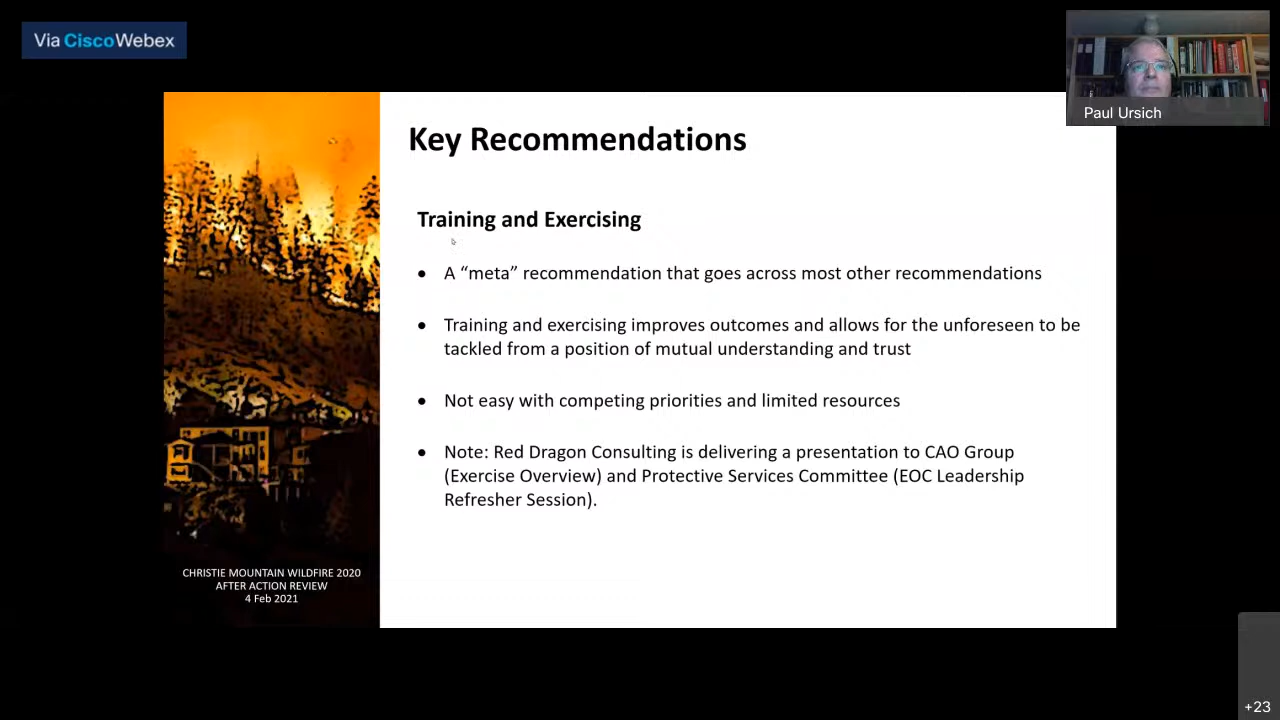 Via Cisco Webex
Paul Ursich
Key Recommendations
Training and Exercising
• A “meta” recommendation that goes across most other recommendations
• Training and exercising improves outcomes and allows for the unforeseen to be
tackled from a position of mutual understanding and trust
• Not easy with competing priorities and limited resources
• Note: Red Dragon Consulting is delivering a presentation to CAO Group
(Exercise Overview) and Protective Services Committee (EOC Leadership
Refresher Session).
CHRISTIE MOUNTAIN WILDFIRE 2020
AFTER ACTION REVIEW
4 Feb 2021
+23